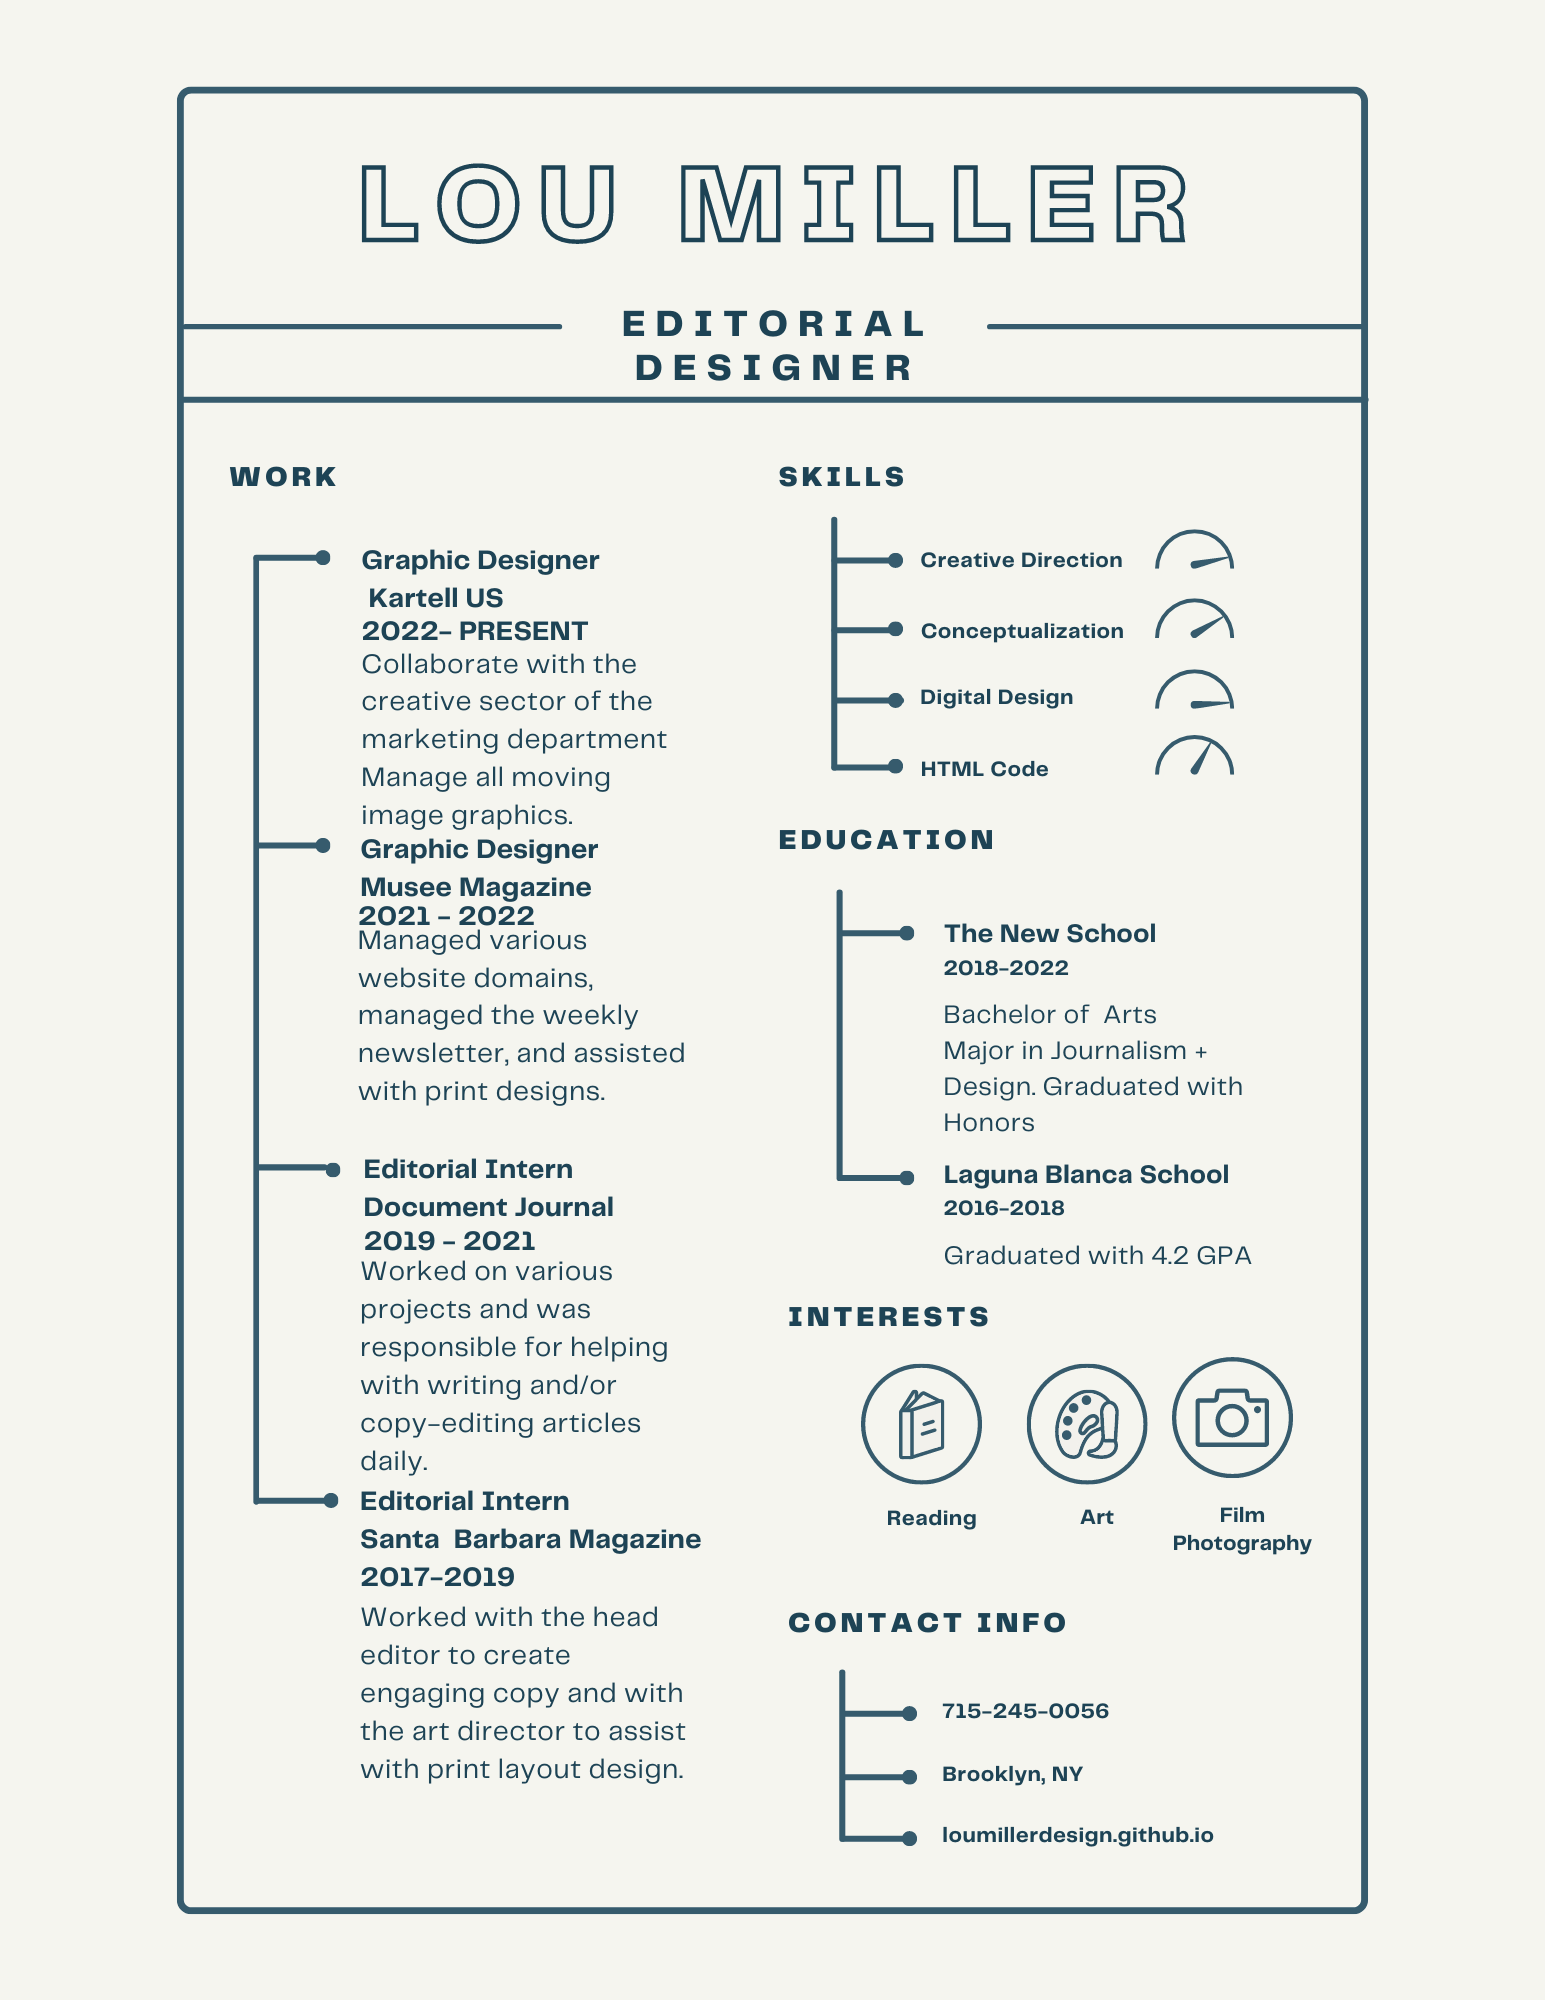 LOU MILLER
EDITORIAL
DESIGNER
WORK
Graphic Designer
Kartell US
2022- PRESENT
Collaborate with the
creative sector of the
marketing department
Manage all moving
image graphics.
Graphic Designer
Musee Magazine
2021 - 2022
Managed various
website domains,
managed the weekly
newsletter, and assisted
with print designs.
Editorial Intern
Document Journal
2019 - 2021
Worked on various
projects and was
responsible for helping
with writing and/or
copy-editing articles
daily.
Editorial Intern
Santa Barbara Magazine
2017-2019
Worked with the head
editor to create
engaging copy and with
the art director to assist
with print layout design.
SKILLS
Creative Direction
Conceptualization
Digital Design
HTML Code
EDUCATION
The New School
2018-2022
Bachelor of Arts
Major in Journalism +
Design. Graduated with
Honors
Laguna Blanca School
2016-2018
Graduated with 4.2 GPA
INTERESTS
Reading
Art
Film
Photography
CONTACT INFO
715-245-0056
Brooklyn, NY
loumillerdesign.github.io